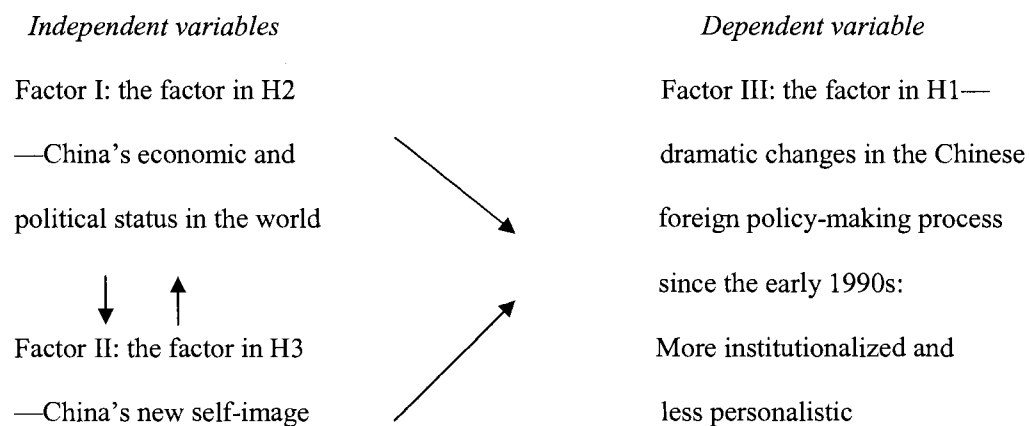 Independent variables
Factor I: the factor in H2
—China's economic and
political status in the world
Factor II: the factor in H3
—China's new self-image
Dependent variable
Factor III: the factor in H1—
dramatic changes in the Chinese
foreign policy-making process
since the early 1990s:
More institutionalized and
less personalistic